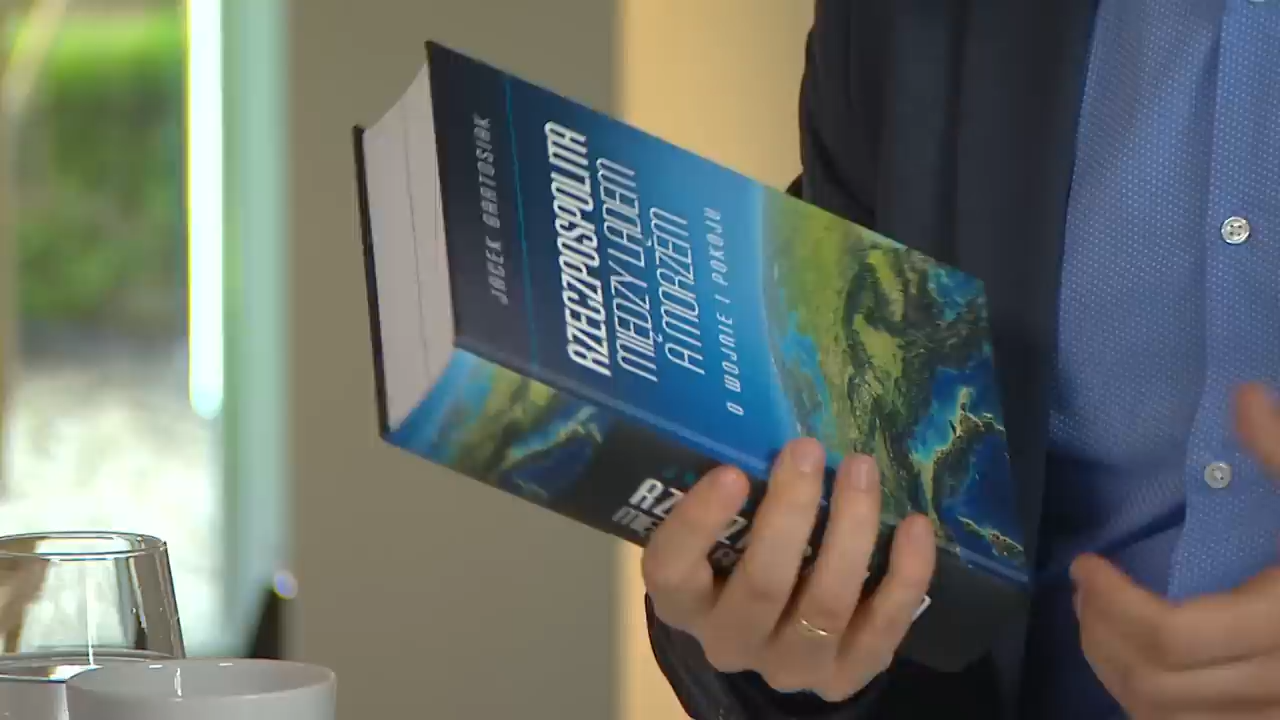 JACEK BARTOSIAK
RZECZPOSPOLITA
MIĘDZY LĄDEM
A MORZEM
O WOJNIE I POKOJU